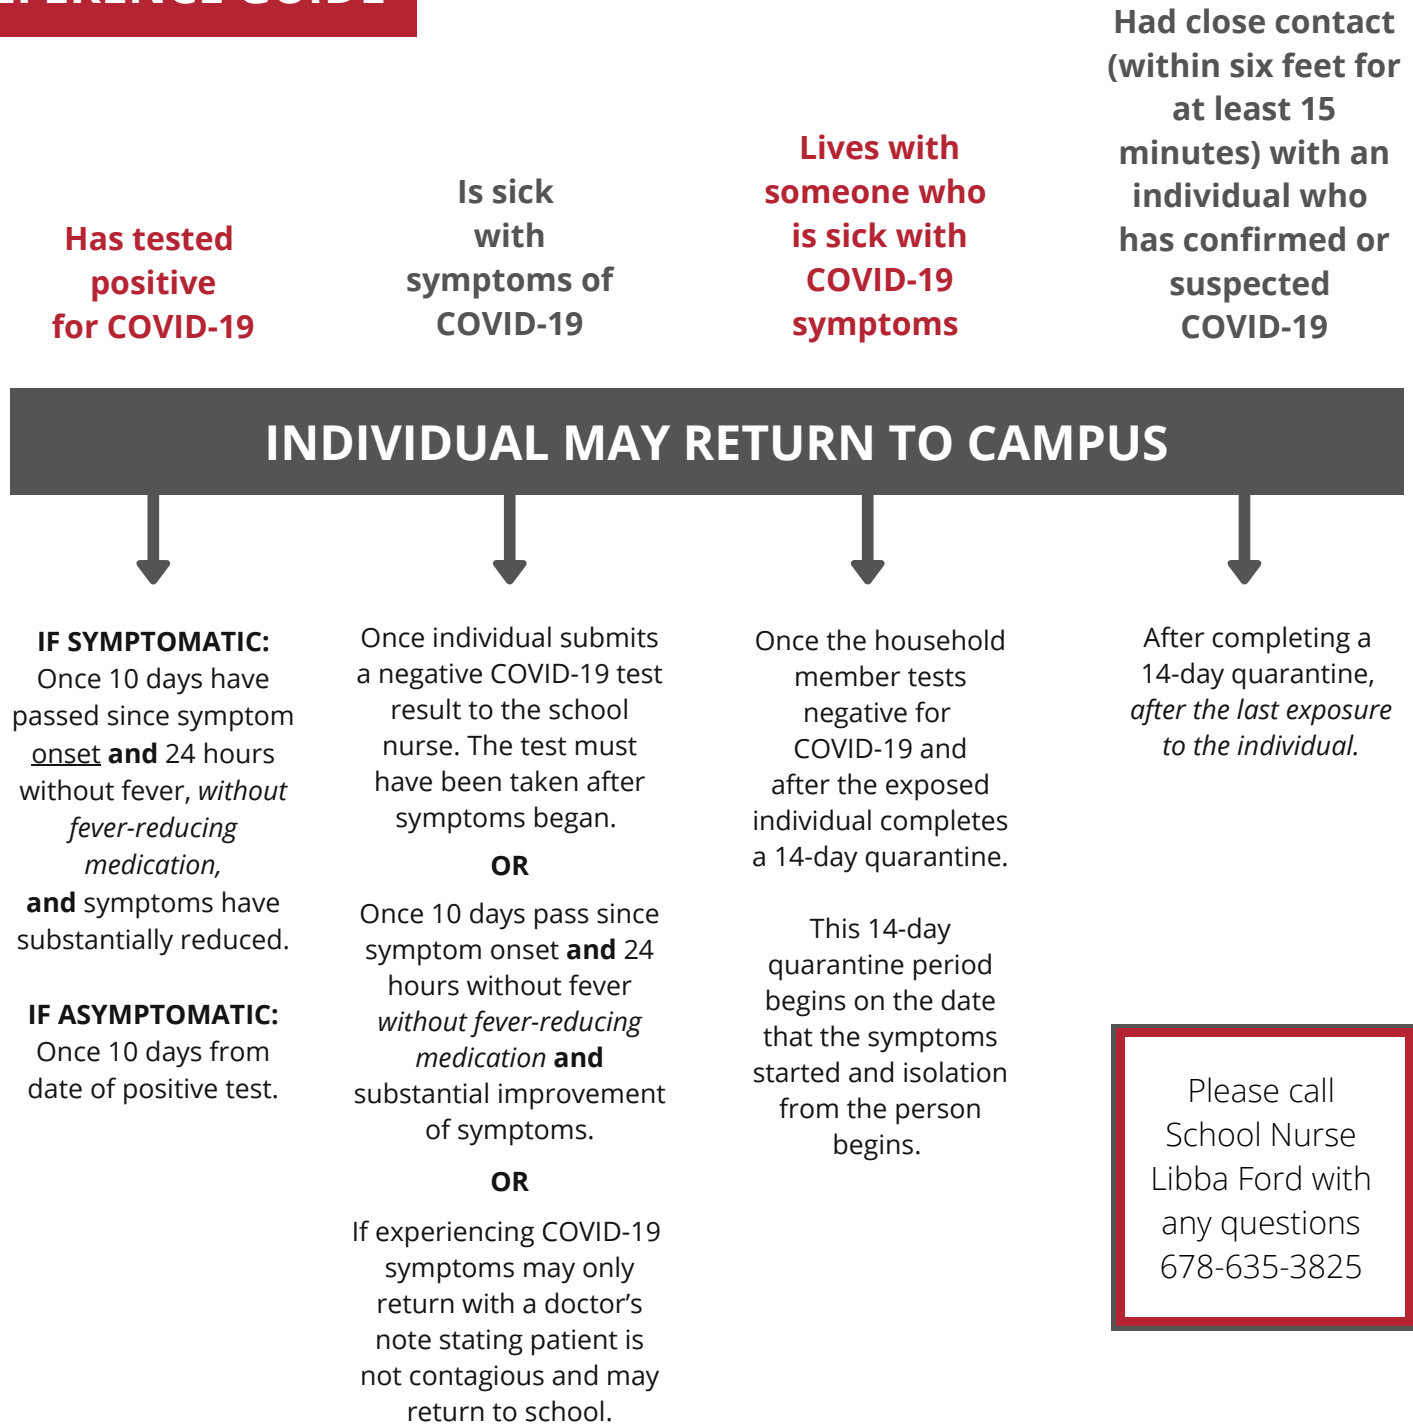 Has tested
positive
for COVID-19
Is sick
with
symptoms of
COVID-19
Lives with
someone who
is sick with
COVID-19
symptoms
Had close contact
(within six feet for
at least 15
minutes) with an
individual who
has confirmed or
suspected
COVID-19
INDIVIDUAL MAY RETURN TO CAMPUS
IF SYMPTOMATIC:
Once 10 days have
passed since symptom
onset and 24 hours
without fever, without
fever-reducing
medication,
and symptoms have
substantially reduced.
IF ASYMPTOMATIC:
Once 10 days from
date of positive test.
Once individual submits
a negative COVID-19 test
result to the school
nurse. The test must
have been taken after
symptoms began.
OR
Once 10 days pass since
symptom onset and 24
hours without fever
without fever-reducing
medication and
substantial improvement
of symptoms.
OR
If experiencing COVID-19
symptoms may only
return with a doctor’s
note stating patient is
not contagious and may
return to school.
Once the household
member tests
negative for
COVID-19 and
after the exposed
individual completes
a 14-day quarantine.
This 14-day
quarantine period
begins on the date
that the symptoms
started and isolation
from the person
begins.
After completing a
14-day quarantine,
after the last exposure
to the individual.
Please call
School Nurse
Libba Ford with
any questions
678-635-3825